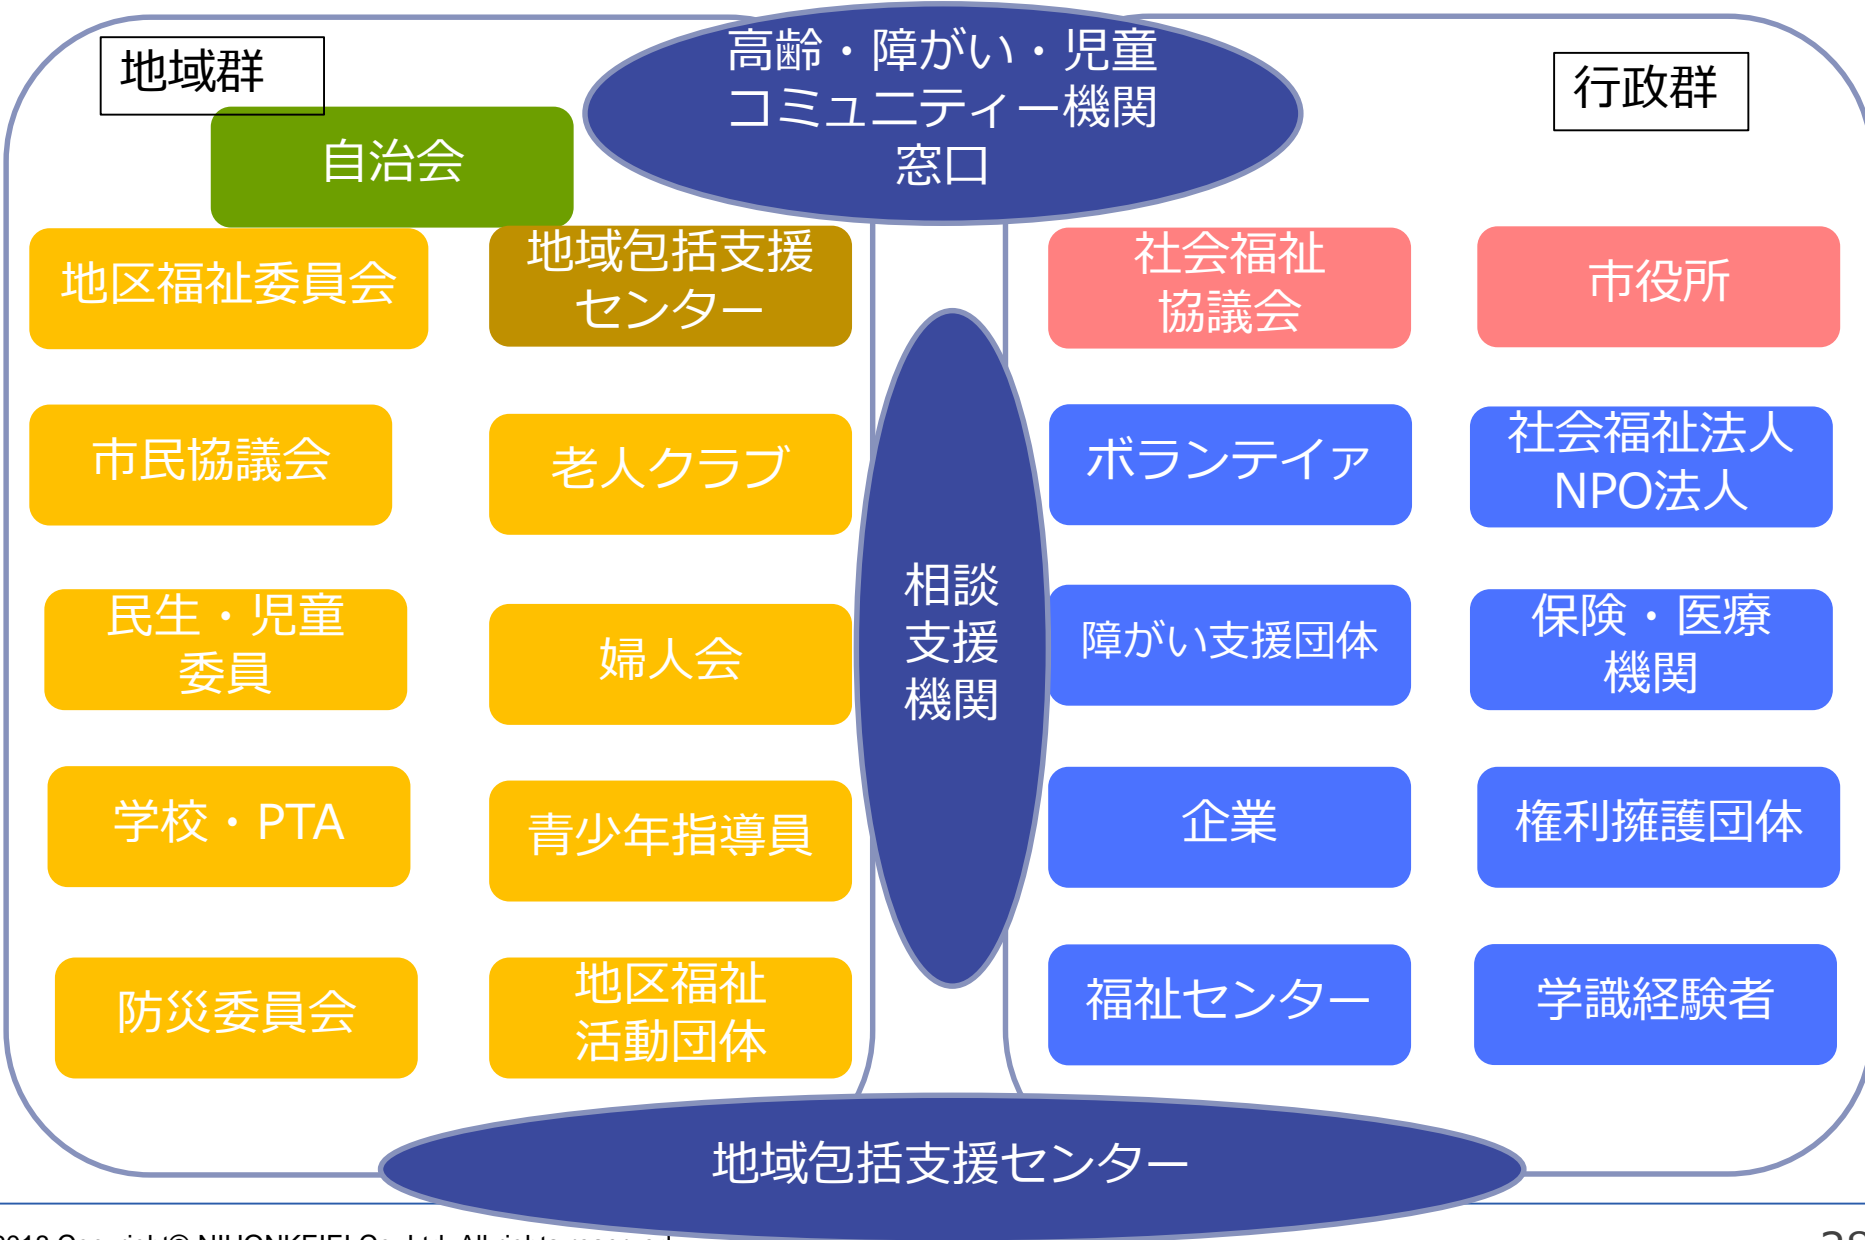 地域群
高齢・障がい・児童
コミュニティー機関
窓口
行政群
自治会
地区福祉委員会
地域包括支援
センター
社会福祉
協議会
市役所
市民協議会
老人クラブ
ボランテイァ
社会福祉法人
NPO法人
民生・児童
委員
婦人会
相談
支援
機関
障がい支援団体
保険・医療
機関
学校・PTA
青少年指導員
企業
権利擁護団体
防災委員会
地区福祉
活動団体
福祉センター
学識経験者
地域包括支援センター